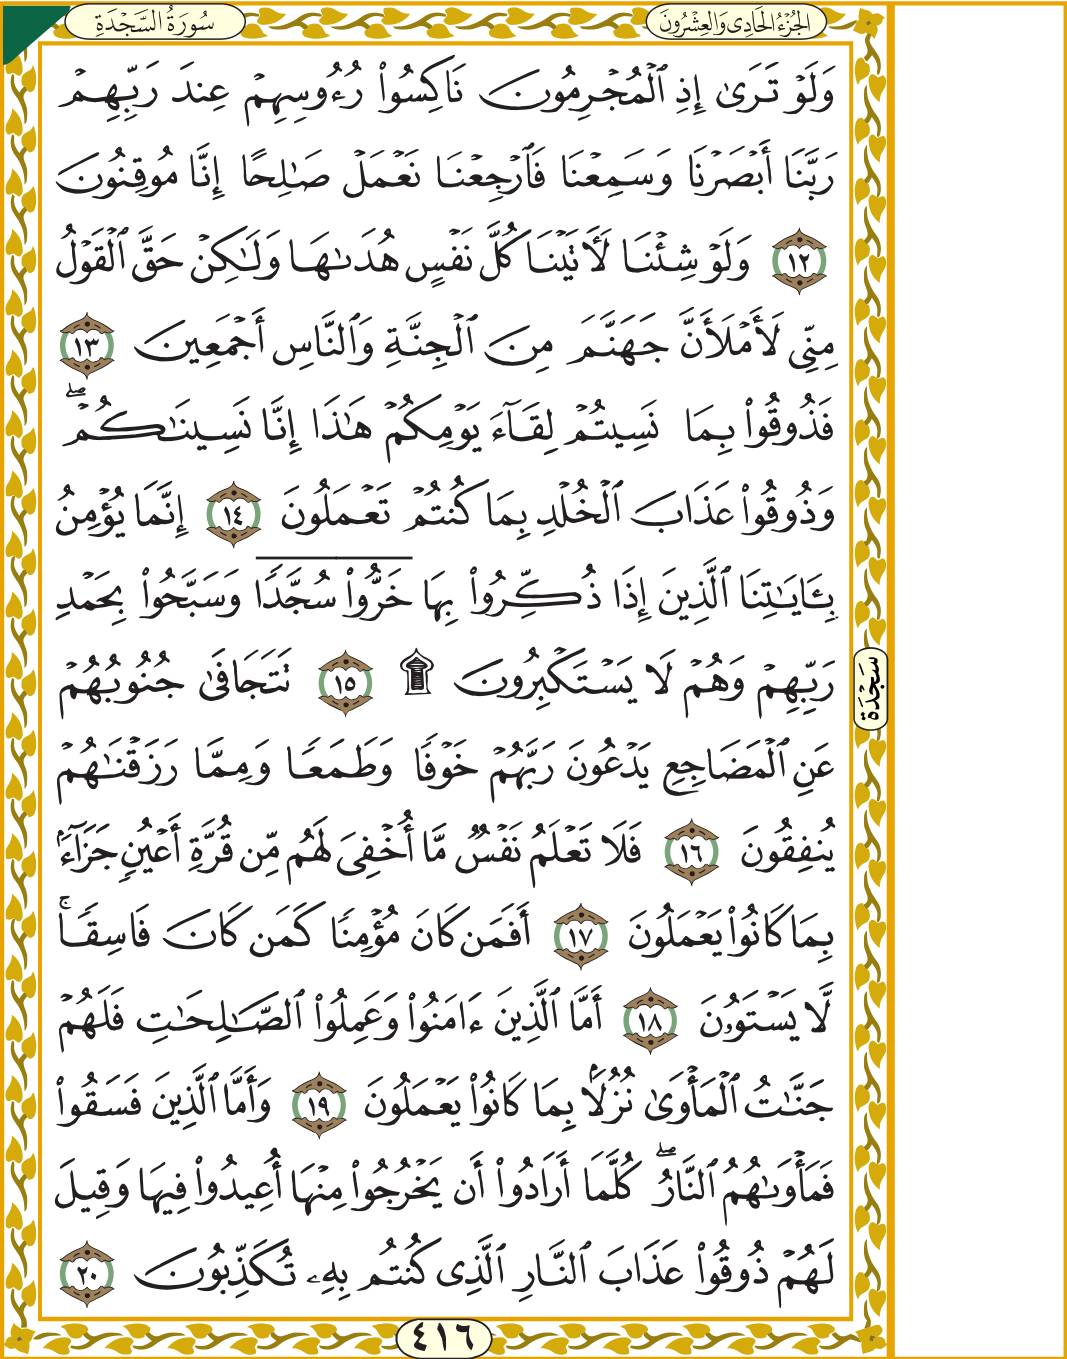 سُورَةُ السَّجْدَةِ
الجُزْءُ الحَادِى وَالعِشْرُونَ
وَلَوْ تَرَىٰٓ إِذِ ٱلْمُجْرِمُونَ نَاكِسُوا۟ رُءُوسِهِمْ عِندَ رَبِّهِمْ
رَبَّنَآ أَبْصَرْنَا وَسَمِعْنَا فَٱرْجِعْنَا نَعْمَلْ صَٰلِحًا إِنَّا مُوقِنُونَ
١٢ وَلَوْ شِئْنَا لَأَتَيْنَا كُلَّ نَفْسٍ هُدَىٰهَا وَلَٰكِنْ حَقَّ ٱلْقَوْلُ
مِنِّى لَأَمْلَأَنَّ جَهَنَّمَ مِنَ ٱلْجِنَّةِ وَٱلنَّاسِ أَجْمَعِينَ ١٣
فَذُوقُوا۟ بِمَا نَسِيتُمْ لِقَآءَ يَوْمِكُمْ هَٰذَآ إِنَّا نَسِينَٰكُمْ ۖ
وَذُوقُوا۟ عَذَابَ ٱلْخُلْدِ بِمَا كُنتُمْ تَعْمَلُونَ ١٤ إِنَّمَا يُؤْمِنُ
بِـَٔايَٰتِنَا ٱلَّذِينَ إِذَا ذُكِّرُوا۟ بِهَا خَرُّوا۟ سُجَّدًا وَسَبَّحُوا۟ بِحَمْدِ
رَبِّهِمْ وَهُمْ لَا يَسْتَكْبِرُونَ ۩ ١٥ تَتَجَافَىٰ جُنُوبُهُمْ
عَنِ ٱلْمَضَاجِعِ يَدْعُونَ رَبَّهُمْ خَوْفًا وَطَمَعًا وَمِمَّا رَزَقْنَٰهُمْ
يُنفِقُونَ ١٦ فَلَا تَعْلَمُ نَفْسٌ مَّآ أُخْفِىَ لَهُم مِّن قُرَّةِ أَعْيُنٍ جَزَآءًۢ
بِمَا كَانُوا۟ يَعْمَلُونَ ١٧ أَفَمَن كَانَ مُؤْمِنًا كَمَن كَانَ فَاسِقًا ۚ
لَّا يَسْتَوُۥنَ ١٨ أَمَّا ٱلَّذِينَ ءَامَنُوا۟ وَعَمِلُوا۟ ٱلصَّٰلِحَٰتِ فَلَهُمْ
جَنَّٰتُ ٱلْمَأْوَىٰ نُزُلًۢا بِمَا كَانُوا۟ يَعْمَلُونَ ١٩ وَأَمَّا ٱلَّذِينَ فَسَقُوا۟
فَمَأْوَىٰهُمُ ٱلنَّارُ ۖ كُلَّمَآ أَرَادُوٓا۟ أَن يَخْرُجُوا۟ مِنْهَآ أُعِيدُوا۟ فِيهَا وَقِيلَ
لَهُمْ ذُوقُوا۟ عَذَابَ ٱلنَّارِ ٱلَّذِى كُنتُم بِهِۦ تُكَذِّبُونَ ٢٠
سَجْدَة
٤١٦